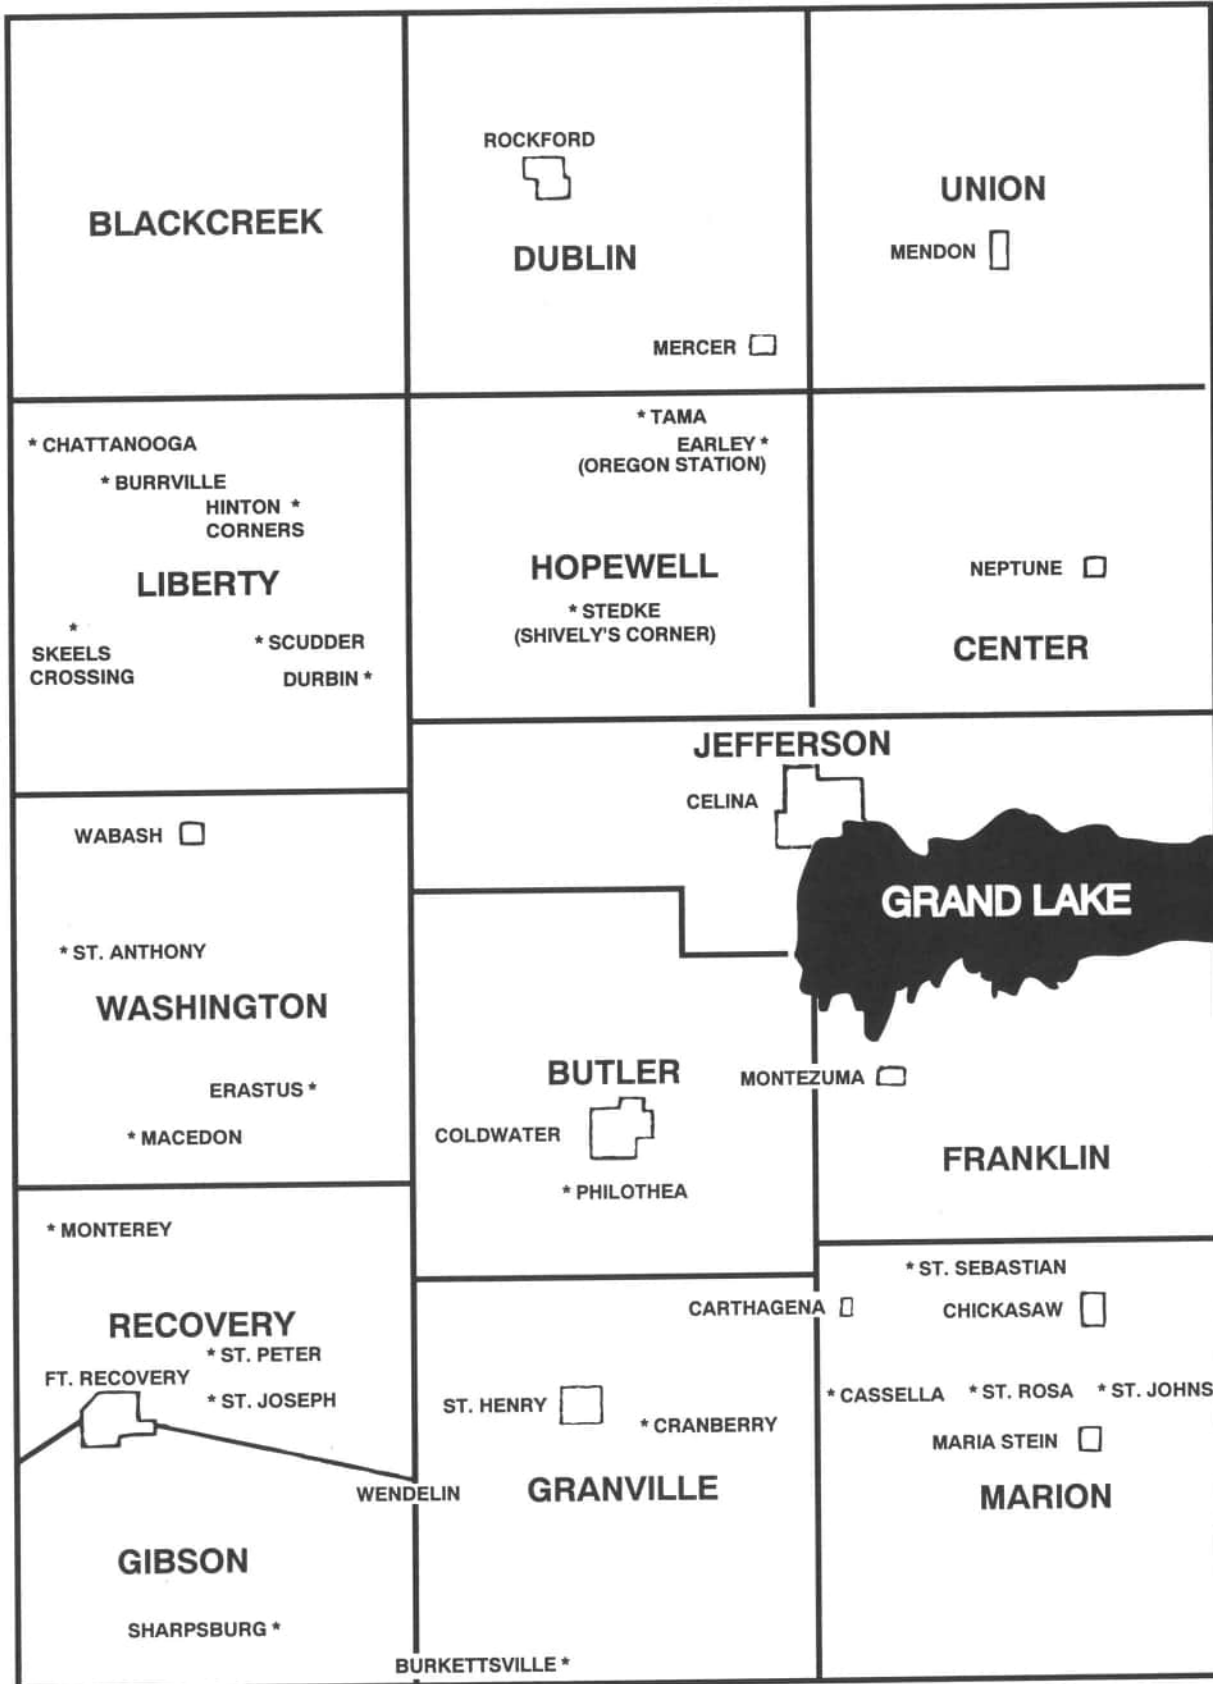 ROCKFORD
BLACKCREEK
DUBLIN
MERCER
UNION
MENDON
* CHATTANOOGA
* BURRVILLE
HINTON *
CORNERS
LIBERTY
*
SKEELS
CROSSING
* SCUDDER
DURBIN *
* TAMA
EARLEY *
(OREGON STATION)
HOPEWELL
* STEDKE
(SHIVELY'S CORNER)
NEPTUNE
CENTER
JEFFERSON
CELINA
GRAND LAKE
WABASH
* ST. ANTHONY
WASHINGTON
ERASTUS *
* MACEDON
BUTLER
COLDWATER
* PHILOTHEA
MONTEZUMA
FRANKLIN
* MONTEREY
RECOVERY
* ST. PETER
FT. RECOVERY
* ST. JOSEPH
WENDELIN
GIBSON
SHARPSBURG *
BURKETTSVILLE *
CARTHAGENA
ST. HENRY
* CRANBERRY
GRANVILLE
* ST. SEBASTIAN
CHICKASAW
* CASSELLA * ST. ROSA * ST. JOHNS
MARIA STEIN
MARION